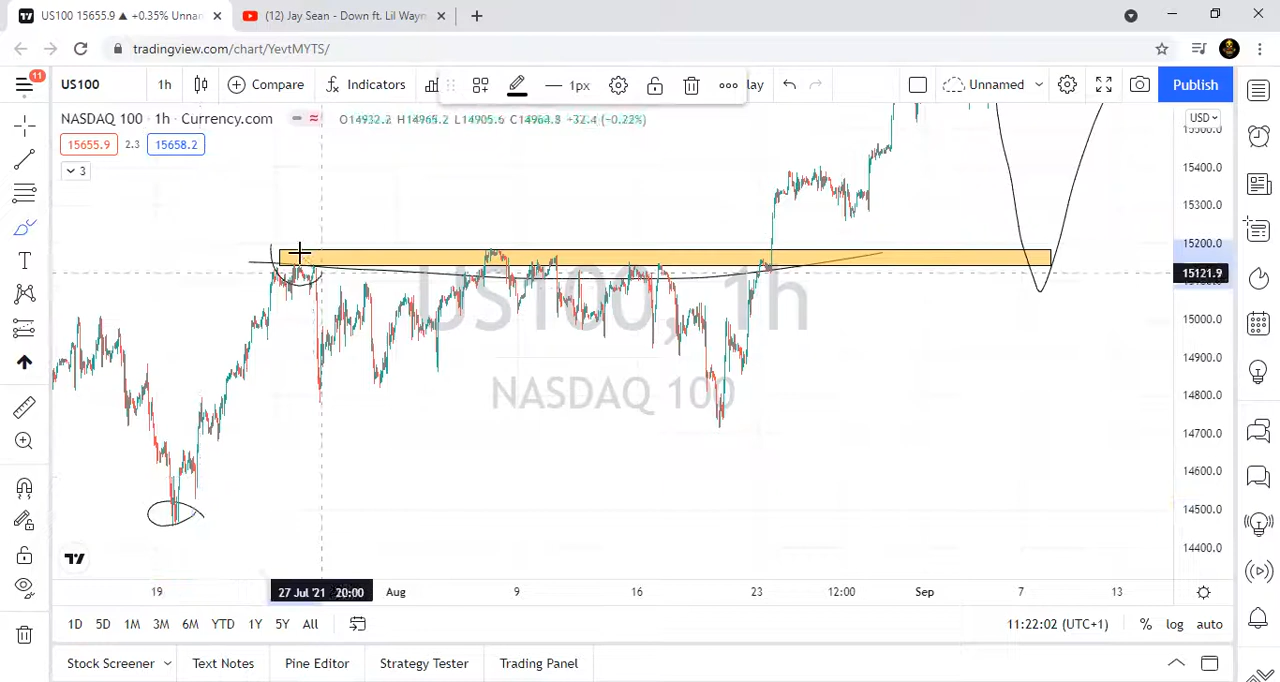 US100 15655.9 ▲ +0.35% Unnan
(12) Jay Sean - Down ft. Lil Wayn
tradingview.com/chart/YevtMYTS/
11
US100
1h
Compare
Indicators
1px
lay
Unnamed
Publish
NASDAQ 100 · 1h · Currency.com
O14932.2 H14965.2 L14905.6 C14964.8 +32.4 (+0.22%)
USD
15655.9
2.3
15658.2
3
15400.0
15300.0
15200.0
15121.9
15000.0
14900.0
14800.0
14700.0
14600.0
14500.0
14400.0
US100, 1h
NASDAQ 100
19
27 Jul '21 20:00
Aug
9
16
23
12:00
Sep
7
13
1D
5D
1M
3M
6M
YTD
1Y
5Y
All
11:22:02 (UTC+1)
%
log
auto
Stock Screener
Text Notes
Pine Editor
Strategy Tester
Trading Panel